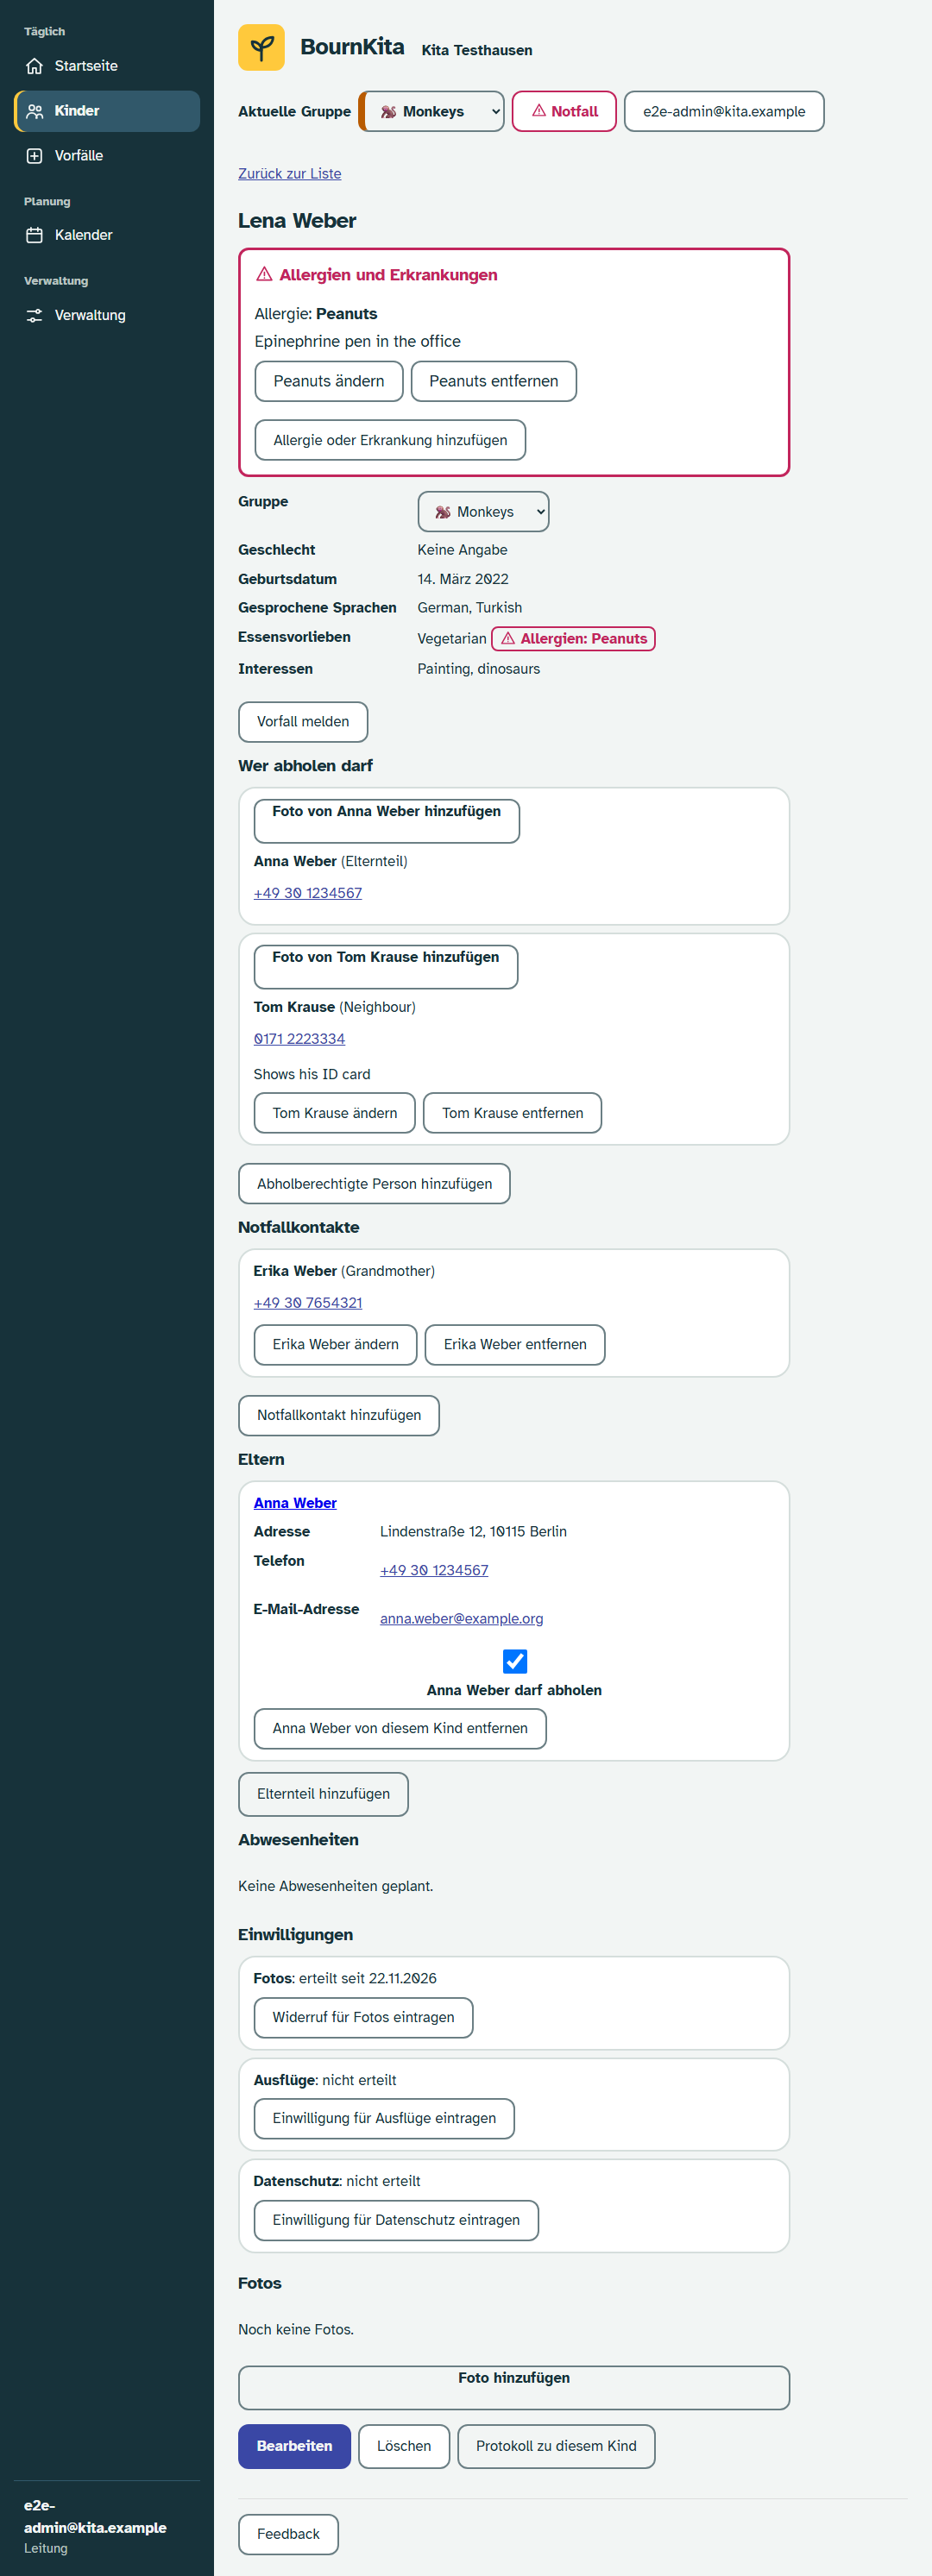 Täglich
Startseite
Kinder
Vorfälle
Planung
Kalender
Verwaltung
Verwaltung
e2e-
admin@kita.example
Leitung
BournKita Kita Testhausen
Aktuelle Gruppe Monkeys Notfall e2e-admin@kita.example
Zurück zur Liste
Lena Weber
Allergien und Erkrankungen
Allergie: Peanuts
Epinephrine pen in the office
Peanuts ändern Peanuts entfernen
Allergie oder Erkrankung hinzufügen
Gruppe Monkeys
Geschlecht Keine Angabe
Geburtsdatum 14. März 2022
Gesprochene Sprachen German, Turkish
Essensvorlieben Vegetarian Allergien: Peanuts
Interessen Painting, dinosaurs
Vorfall melden
Wer abholen darf
Foto von Anna Weber hinzufügen
Anna Weber (Elternteil)
+49 30 1234567
Foto von Tom Krause hinzufügen
Tom Krause (Neighbour)
0171 2223334
Shows his ID card
Tom Krause ändern Tom Krause entfernen
Abholberechtigte Person hinzufügen
Notfallkontakte
Erika Weber (Grandmother)
+49 30 7654321
Erika Weber ändern Erika Weber entfernen
Notfallkontakt hinzufügen
Eltern
Anna Weber
Adresse Lindenstraße 12, 10115 Berlin
Telefon +49 30 1234567
E-Mail-Adresse anna.weber@example.org
Anna Weber darf abholen
Anna Weber von diesem Kind entfernen
Elternteil hinzufügen
Abwesenheiten
Keine Abwesenheiten geplant.
Einwilligungen
Fotos: erteilt seit 22.11.2026
Widerruf für Fotos eintragen
Ausflüge: nicht erteilt
Einwilligung für Ausflüge eintragen
Datenschutz: nicht erteilt
Einwilligung für Datenschutz eintragen
Fotos
Noch keine Fotos.
Foto hinzufügen
Bearbeiten Löschen Protokoll zu diesem Kind
Feedback